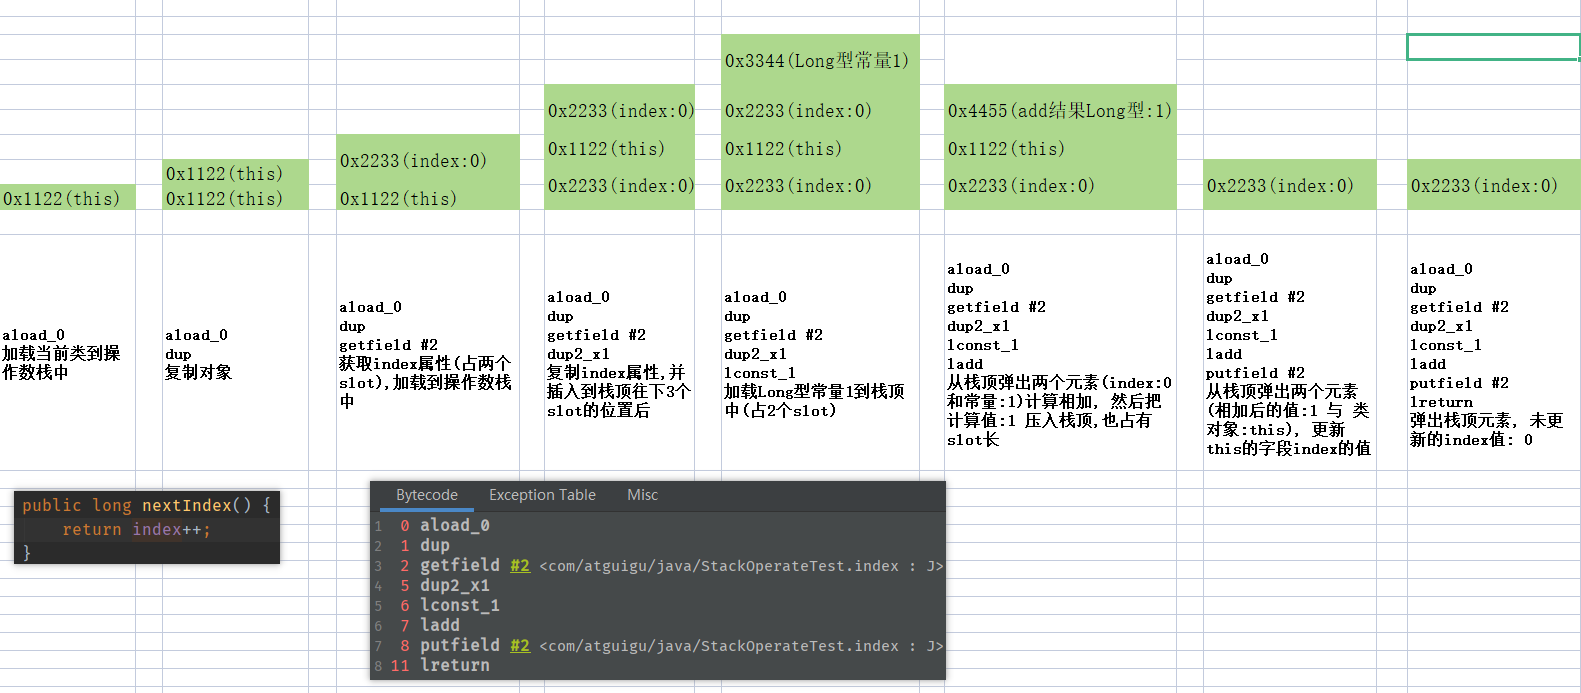 0x1122(this)
0x1122(this)
0x1122(this)
0x2233(index:0)
0x1122(this)
0x2233(index:0)
0x1122(this)
0x2233(index:0)
0x3344(Long型常量1)
0x2233(index:0)
0x1122(this)
0x2233(index:0)
0x4455(add结果Long型:1)
0x1122(this)
0x2233(index:0)
0x2233(index:0)
0x2233(index:0)
aload_0
加载当前类到操
作数栈中
aload_0
dup
复制对象
aload_0
dup
getfield #2
获取index属性(占两个
slot),加载到操作数栈
中
aload_0
dup
getfield #2
dup2_x1
复制index属性,并
插入到栈顶往下3个
slot的位置后
aload_0
dup
getfield #2
dup2_x1
lconst_1
加载Long型常量1到栈顶
中(占2个slot)
aload_0
dup
getfield #2
dup2_x1
lconst_1
ladd
从栈顶弹出两个元素(index:0
和常量:1)计算相加, 然后把
计算值:1 压入栈顶,也占有
slot长
aload_0
dup
getfield #2
dup2_x1
lconst_1
ladd
putfield #2
从栈顶弹出两个元素
(相加后的值:1 与 类
对象:this), 更新
this的字段index的值
aload_0
dup
getfield #2
dup2_x1
lconst_1
ladd
putfield #2
lreturn
弹出栈顶元素, 未更
新的index值: 0
public long nextIndex() {
return index++;
}
Bytecode Exception Table Misc
1 0 aload_0
2 1 dup
3 2 getfield #2 <com/atguigu/java/StackOperateTest.index : J>
4 5 dup2_x1
5 6 lconst_1
6 7 ladd
7 8 putfield #2 <com/atguigu/java/StackOperateTest.index : J>
8 11 lreturn